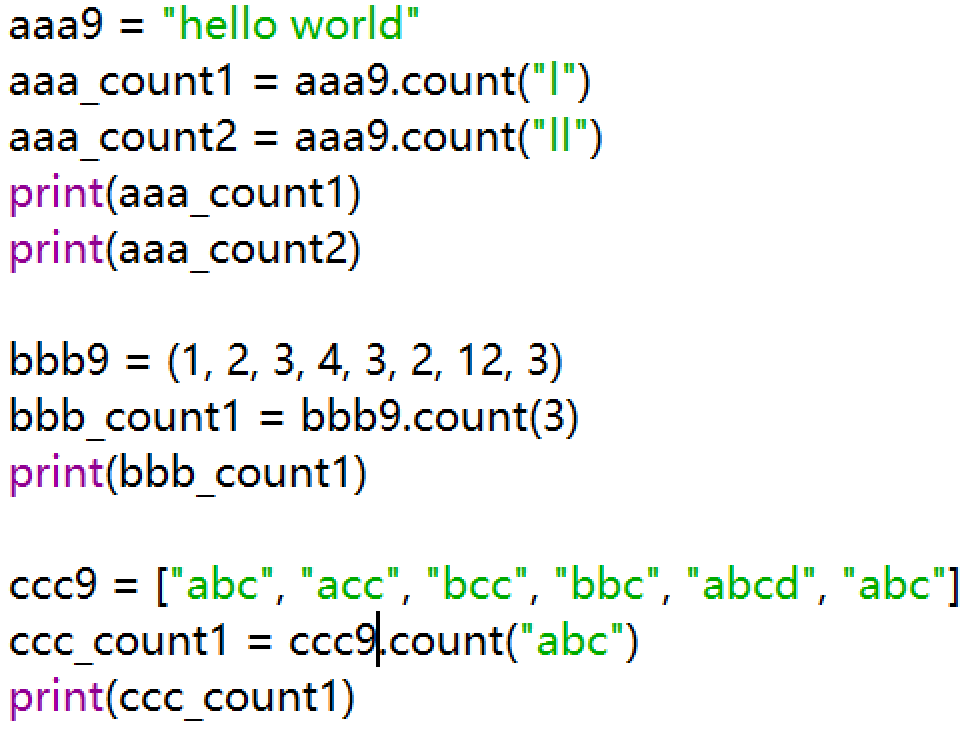 aaa9 = "hello world"
aaa_count1 = aaa9.count("l")
aaa_count2 = aaa9.count("ll")
print(aaa_count1)
print(aaa_count2)
bbb9 = (1, 2, 3, 4, 3, 2, 12, 3)
bbb_count1 = bbb9.count(3)
print(bbb_count1)
ccc9 = ["abc", "acc", "bcc", "bbc", "abcd", "abc"]
ccc_count1 = ccc9.count("abc")
print(ccc_count1)